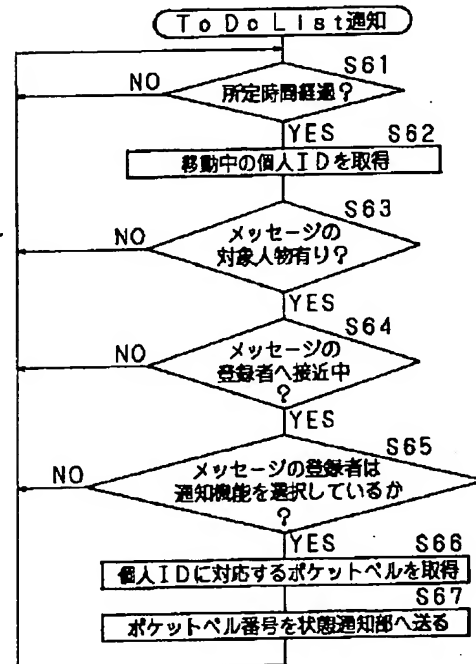 ＴｏＤｏＬｉｓｔ通知
S61
NO
所定時間経過？
YES
S62
移動中の個人ＩＤを取得
S63
NO
メッセージの
対象人物有り？
YES
S64
NO
メッセージの
登録者へ接近中
？
YES
S65
NO
メッセージの登録者は
通知機能を選択しているか
？
YES
S66
個人ＩＤに対応するポケットベルを取得
S67
ポケットベル番号を状態通知部へ送る